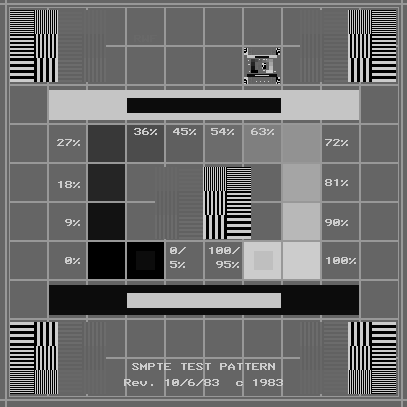 36% 45% 54% 63%
27% 72%
18% 81%
9% 90%
0/ 100/
0% 5% 95% 100%
SMPTE TEST PATTERN
Rev. 10/6/83 c 1983